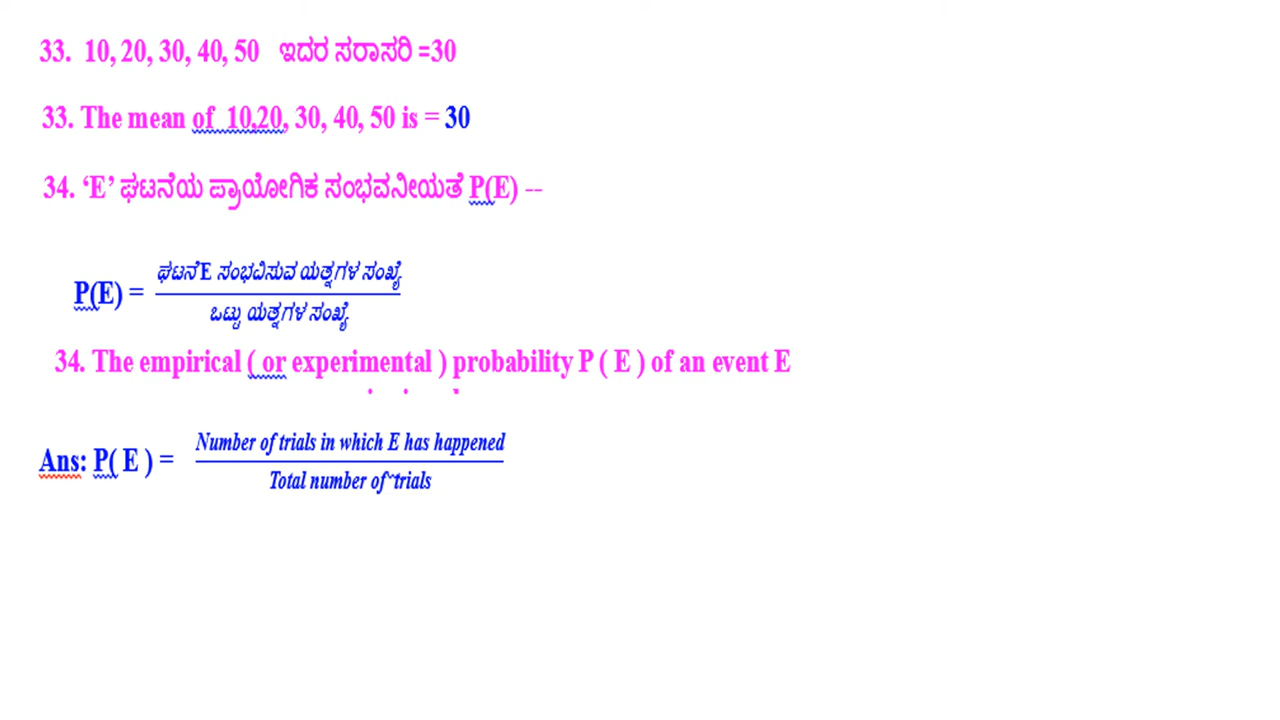 33. 10, 20, 30, 40, 50 ಇದರ ಸರಾಸರಿ =30
33. The mean of 10,20, 30, 40, 50 is = 30
34. ‘E’ ಘಟನೆಯ ಪ್ರಾಯೋಗಿಕ ಸಂಭವನೀಯತೆ P(E) --
ಘಟನೆ E ಸಂಭವಿಸುವ ಯತ್ನಗಳ ಸಂಖ್ಯೆ
P(E) =
ಒಟ್ಟು ಯತ್ನಗಳ ಸಂಖ್ಯೆ
34. The empirical ( or experimental ) probability P ( E ) of an event E
Number of trials in which E has happened
Ans: P( E ) =
Total number of trials